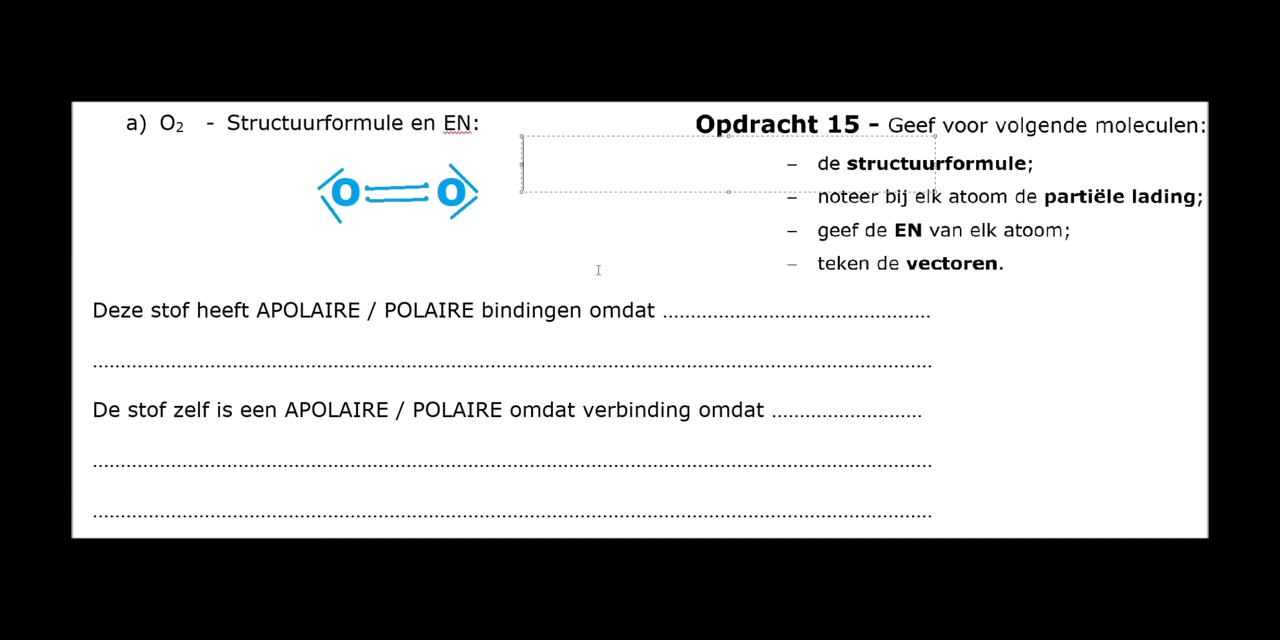 a) O2 - Structuurformule en EN:
O O
Opdracht 15 - Geef voor volgende moleculen:
– de structuurformule;
– noteer bij elk atoom de partiële lading;
– geef de EN van elk atoom;
– teken de vectoren.
Deze stof heeft APOLAIRE / POLAIRE bindingen omdat ................................................
........................................................................................................................................................
De stof zelf is een APOLAIRE / POLAIRE omdat verbinding omdat ...........................
........................................................................................................................................................
........................................................................................................................................................